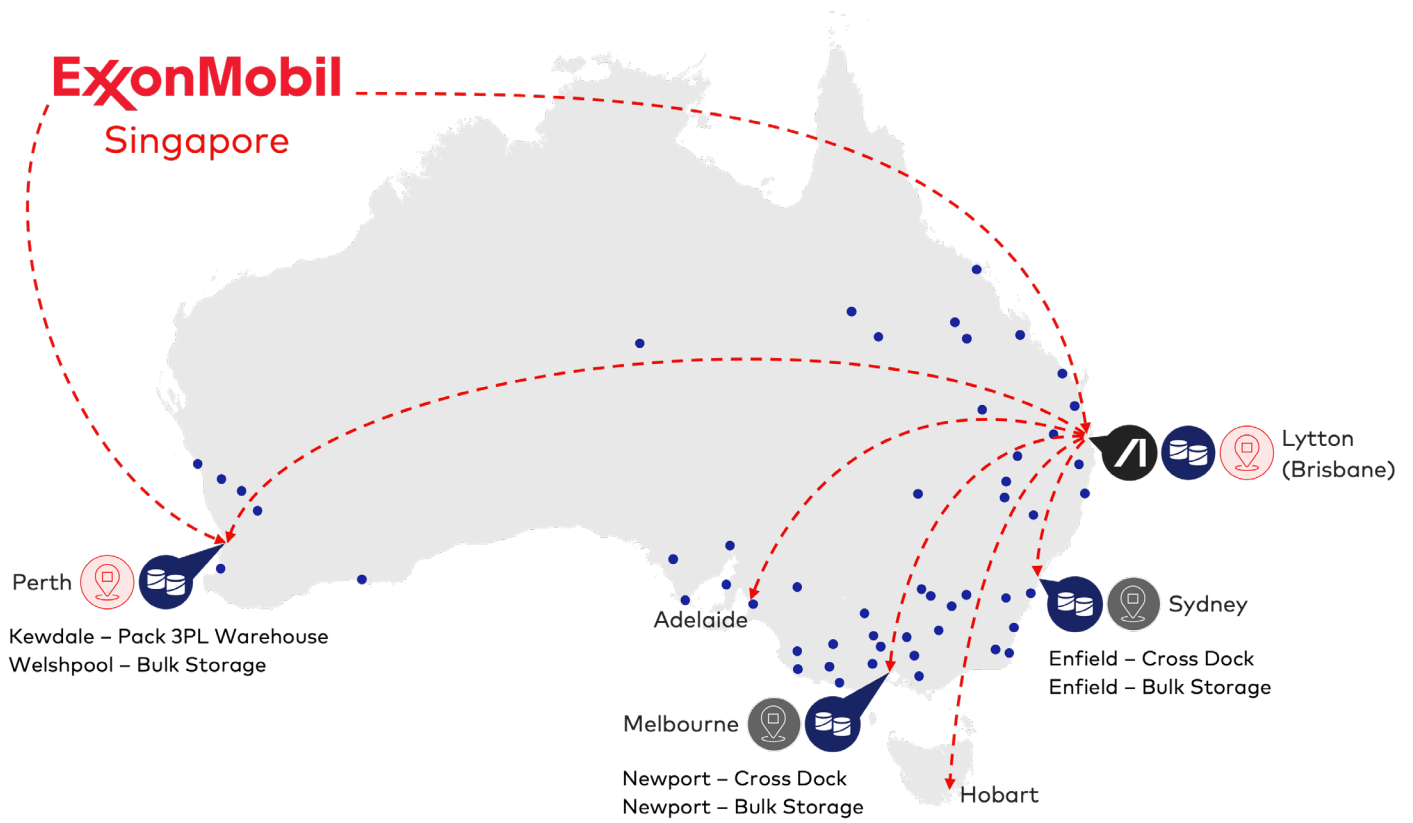 ExxonMobil
Singapore
Lytton
(Brisbane)
Perth
Kewdale – Pack 3PL Warehouse
Welshpool – Bulk Storage
Adelaide
Sydney
Enfield – Cross Dock
Enfield – Bulk Storage
Melbourne
Newport – Cross Dock
Newport – Bulk Storage
Hobart